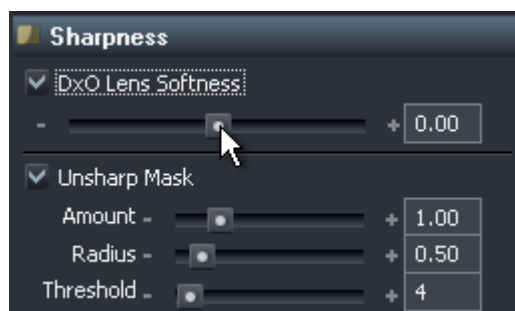 Sharpness
DxO Lens Softness
- + 0.00
Unsharp Mask
Amount - + 1.00
Radius - + 0.50
Threshold - + 4